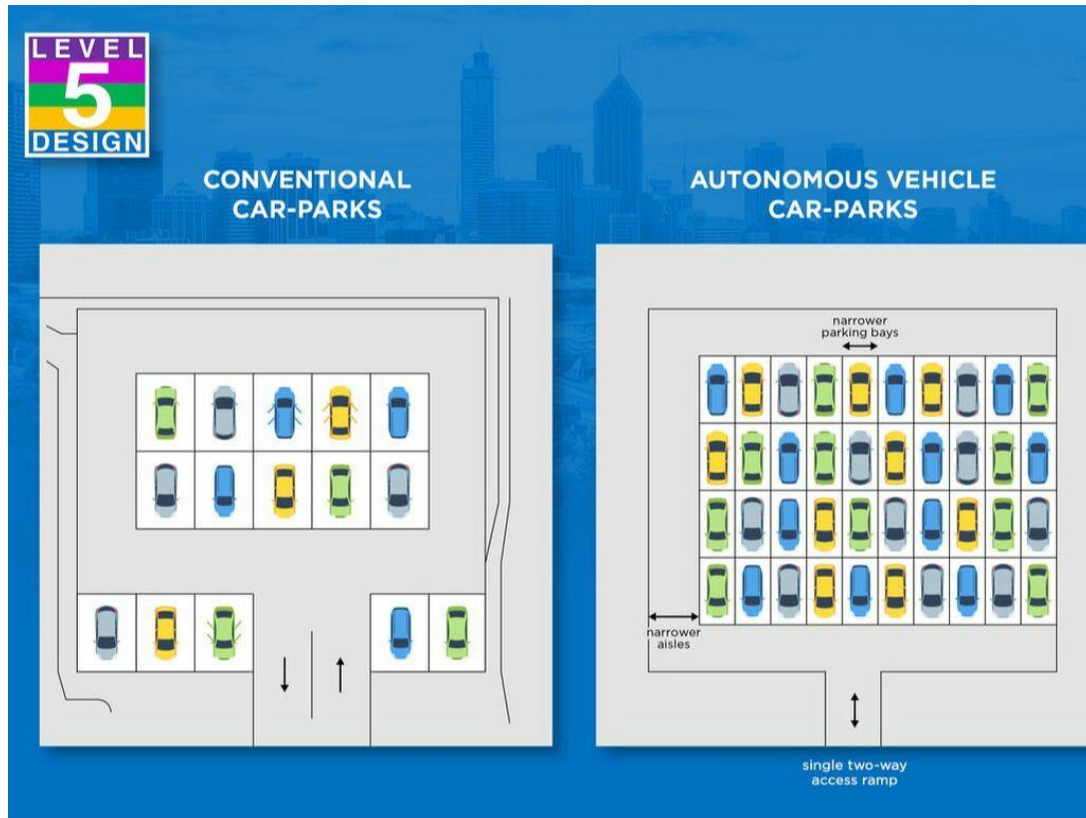 LEVEL
5
DESIGN
CONVENTIONAL
CAR-PARKS
AUTONOMOUS VEHICLE
CAR-PARKS
narrower
parking bays
narrower
aisles
single two-way
access ramp